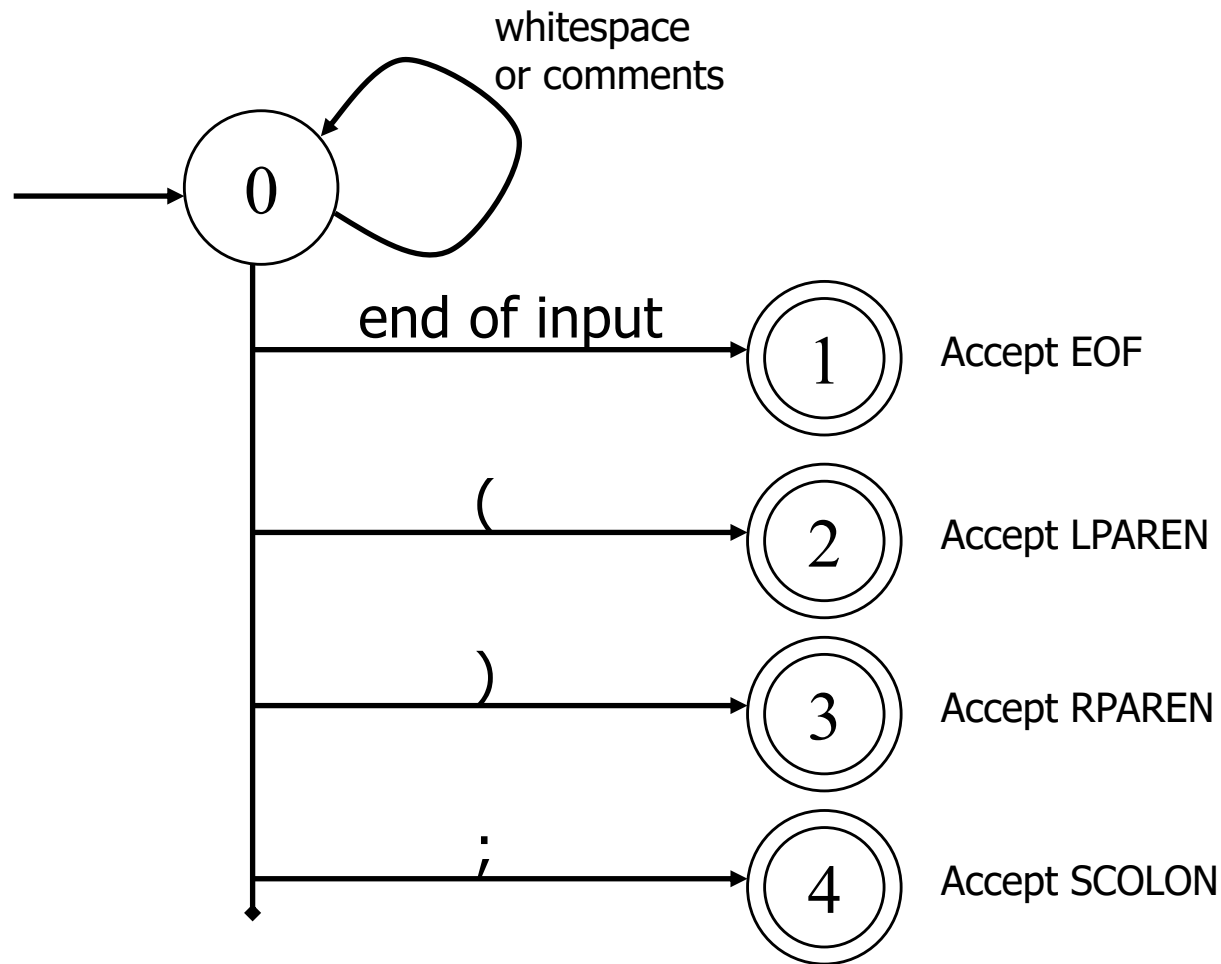 whitespace
or comments
0
end of input
1
Accept EOF
(
2
Accept LPAREN
)
3
Accept RPAREN
;
4
Accept SCOLON